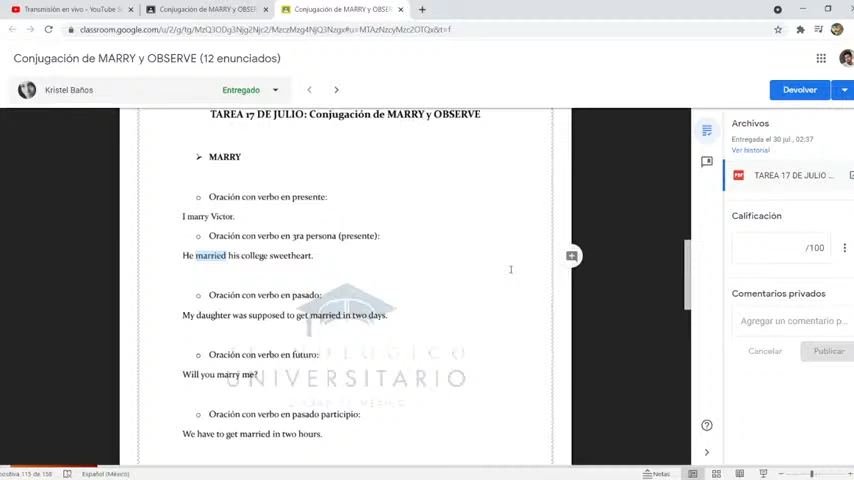 Transmisión en vivo - YouTube S
Conjugación de MARRY y OBSER
Conjugación de MARRY y OBSER
classroom.google.com/u/2/g/tg/MzQ3ODg3Njg2Njc2/MzczMzg4NjQ3Nzgx#u=MTAzNzcyMzc2OTQx&t=f
Conjugación de MARRY y OBSERVE (12 enunciados)
Kristel Baños
Entregado
Devolver
TAREA 17 DE JULIO: Conjugación de MARRY y OBSERVE
➤ MARRY
o Oración con verbo en presente:
I marry Victor.
o Oración con verbo en 3ra persona (presente):
He married his college sweetheart.
o Oración con verbo en pasado:
My daughter was supposed to get married in two days.
o Oración con verbo en futuro:
Will you marry me?
o Oración con verbo en pasado participio:
We have to get married in two hours.
UNIVERSITARIO
Archivos
Entregada el 30 jul., 02:37
Ver historial
PDF
TAREA 17 DE JULIO ...
Calificación
/100
Comentarios privados
Agregar un comentario p...
Cancelar
Publicar
Español (México)
Notas